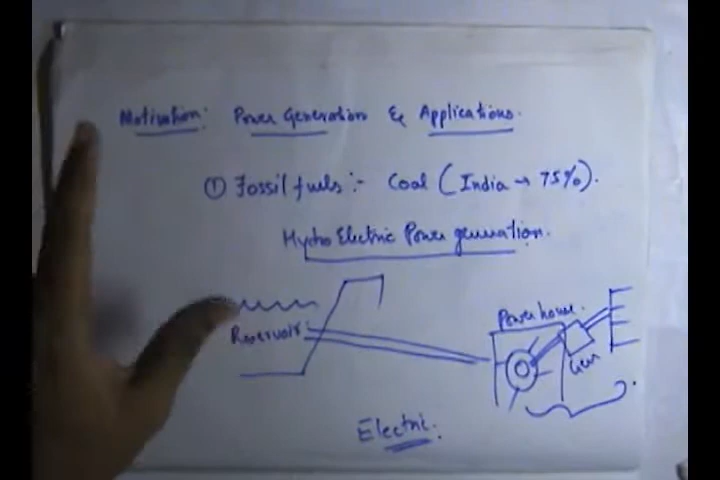 Motivation: Power Generation & Applications.
① Fossil fuels:- Coal (India → 75%).
Hydro Electric Power generation.
Reservoir
Power house.
Gen
Electric.